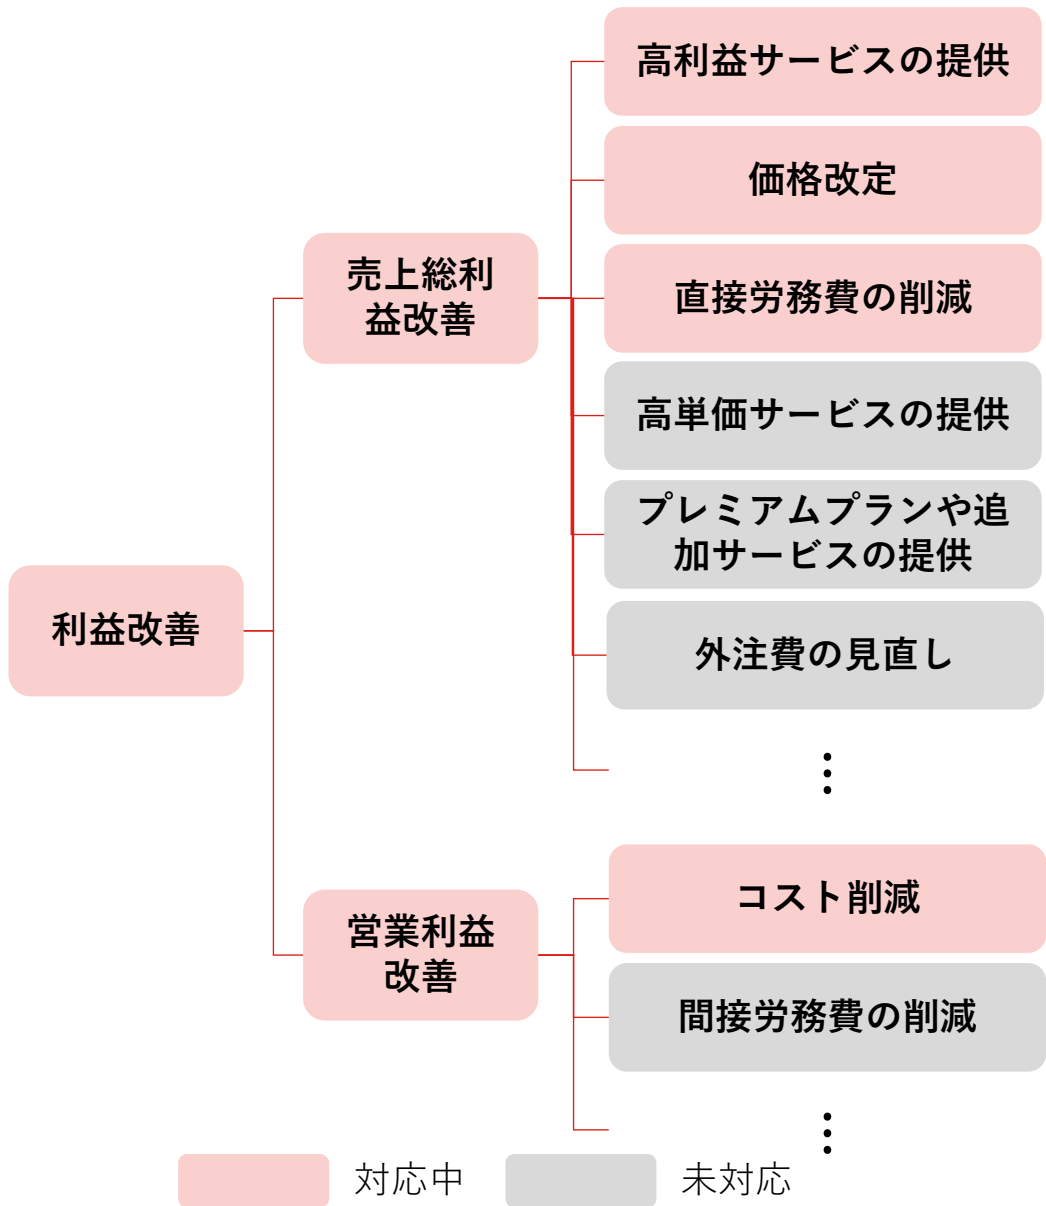 高利益サービスの提供
価格改定
売上総利
益改善
直接労務費の削減
高単価サービスの提供
プレミアムプランや追
加サービスの提供
利益改善
外注費の見直し
コスト削減
営業利益
改善
間接労務費の削減
対応中
未対応